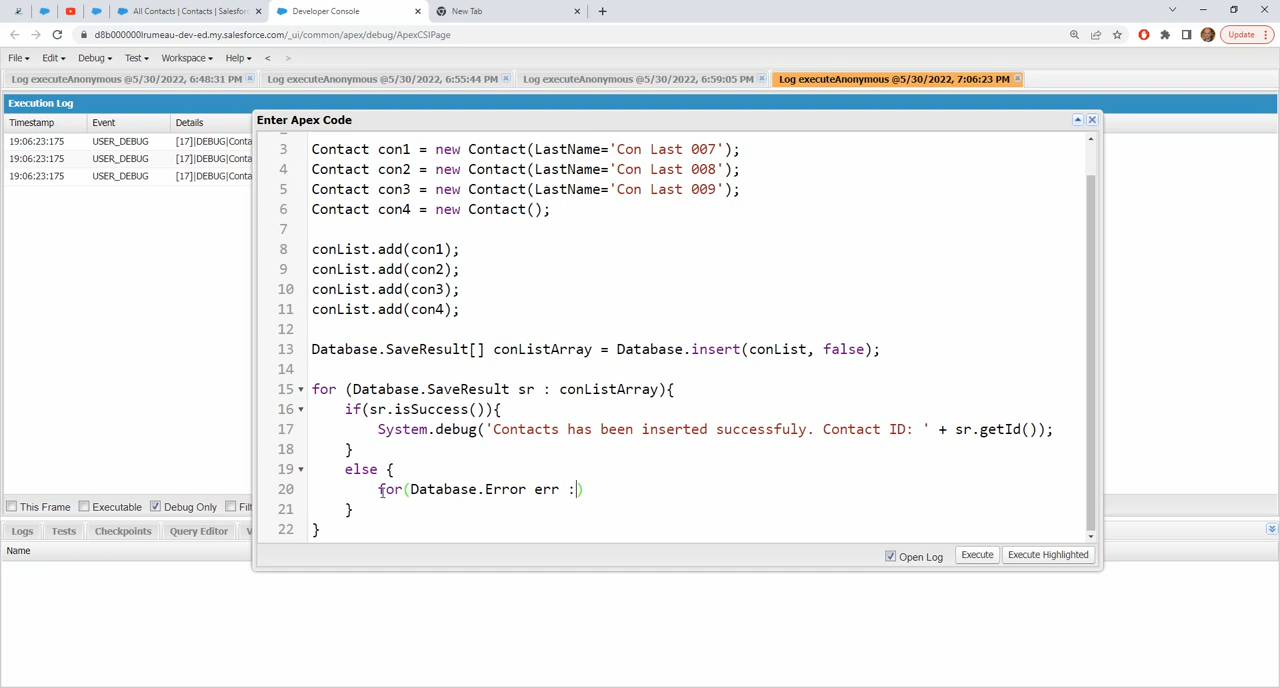 All Contacts | Contacts | Salesfor
Developer Console
New Tab
d8b000000lrumeau-dev-ed.my.salesforce.com/_ui/common/apex/debug/ApexCSIPage
Update
File Edit Debug Test Workspace Help < >
Log executeAnonymous @5/30/2022, 6:48:31 PM
Log executeAnonymous @5/30/2022, 6:55:44 PM
Log executeAnonymous @5/30/2022, 6:59:05 PM
Log executeAnonymous @5/30/2022, 7:06:23 PM
Execution Log
Timestamp Event Details
19:06:23:175 USER_DEBUG [17]|DEBUG|Conta
19:06:23:175 USER_DEBUG [17]|DEBUG|Conta
19:06:23:175 USER_DEBUG [17]|DEBUG|Conta
Enter Apex Code
3 Contact con1 = new Contact(LastName='Con Last 007');
4 Contact con2 = new Contact(LastName='Con Last 008');
5 Contact con3 = new Contact(LastName='Con Last 009');
6 Contact con4 = new Contact();
7
8 conList.add(con1);
9 conList.add(con2);
10 conList.add(con3);
11 conList.add(con4);
12
13 Database.SaveResult[] conListArray = Database.insert(conList, false);
14
15 for (Database.SaveResult sr : conListArray){
16 if(sr.isSuccess()){
17 System.debug('Contacts has been inserted successfuly. Contact ID: ' + sr.getId());
18 }
19 else {
20 for(Database.Error err :)
21 }
22 }
Open Log Execute Execute Highlighted
This Frame Executable Debug Only Filt
Logs Tests Checkpoints Query Editor V
Name